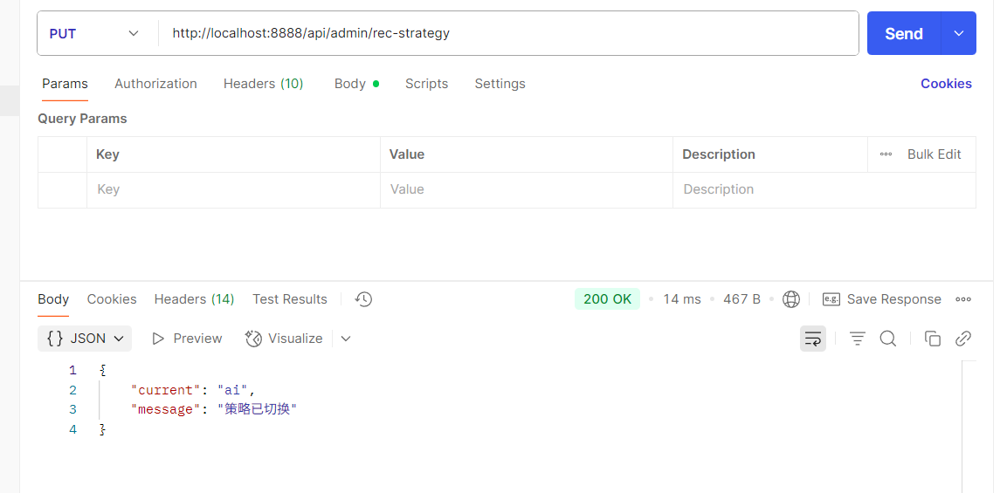 PUT http://localhost:8888/api/admin/rec-strategy Send
Params Authorization Headers (10) Body Scripts Settings Cookies
Query Params
Key Value Description Bulk Edit
Key Value Description
Body Cookies Headers (14) Test Results 200 OK 14 ms 467 B e.g. Save Response
{} JSON Preview Visualize
1 {
2 "current": "ai",
3 "message": "策略已切换"
4 }